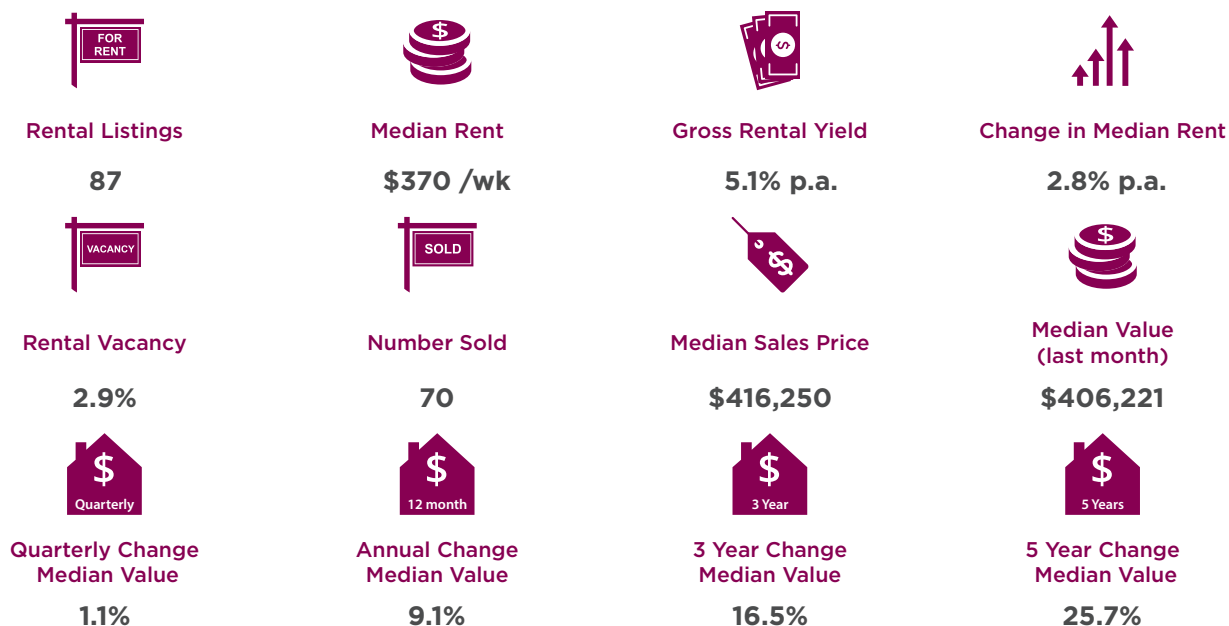 FOR
RENT
$
$
Rental Listings
Median Rent
Gross Rental Yield
Change in Median Rent
87
$370 /wk
5.1% p.a.
2.8% p.a.
VACANCY
SOLD
$
$
Rental Vacancy
Number Sold
Median Sales Price
Median Value
(last month)
2.9%
70
$416,250
$406,221
$
Quarterly
$
12 month
$
3 Year
$
5 Years
Quarterly Change
Median Value
Annual Change
Median Value
3 Year Change
Median Value
5 Year Change
Median Value
1.1%
9.1%
16.5%
25.7%